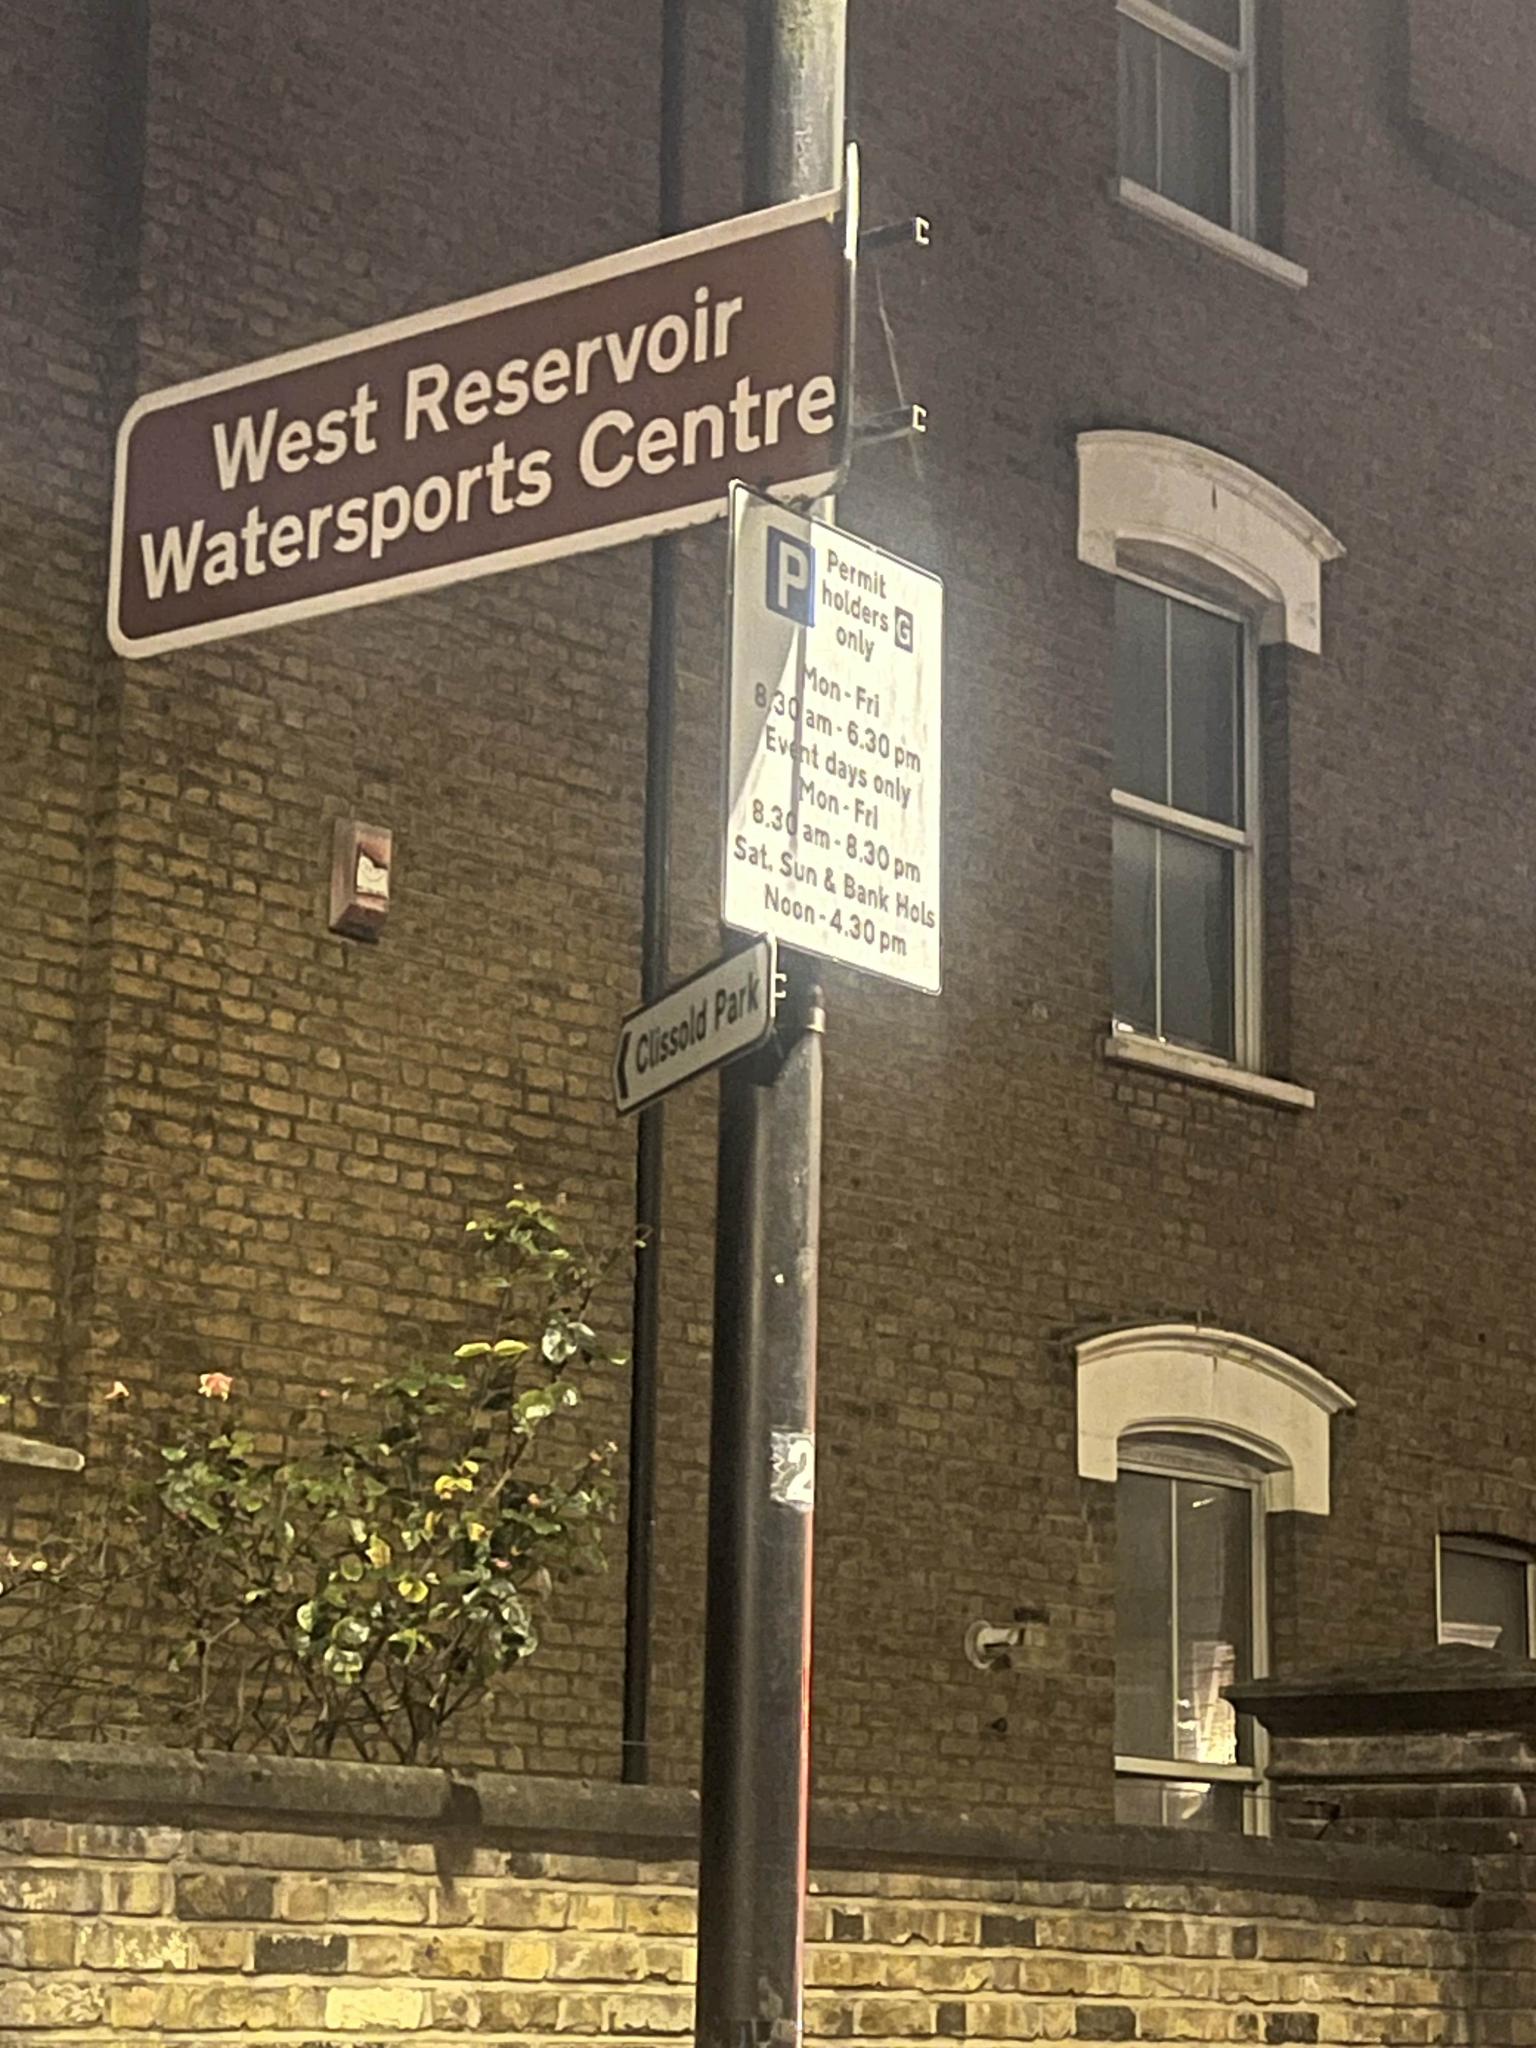 West Reservoir
Watersports Centre
P
Permit
holders G
only
Mon - Fri
8.30 am - 6.30 pm
Event days only
Mon - Fri
8.30 am - 8.30 pm
Sat, Sun & Bank Hols
Noon - 4.30 pm
Clissold Park
2